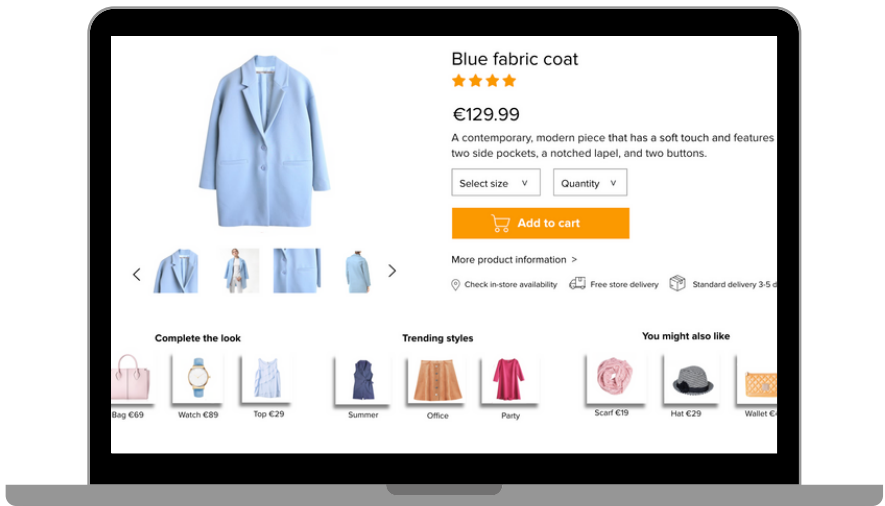 Blue fabric coat
€129.99
A contemporary, modern piece that has a soft touch and features
two side pockets, a notched lapel, and two buttons.
Select size v
Quantity v
Add to cart
More product information >
Check in-store availability
Free store delivery
Standard delivery 3-5 d
Complete the look
Bag €69
Watch €89
Top €29
Trending styles
Summer
Office
Party
You might also like
Scarf €19
Hat €29
Wallet